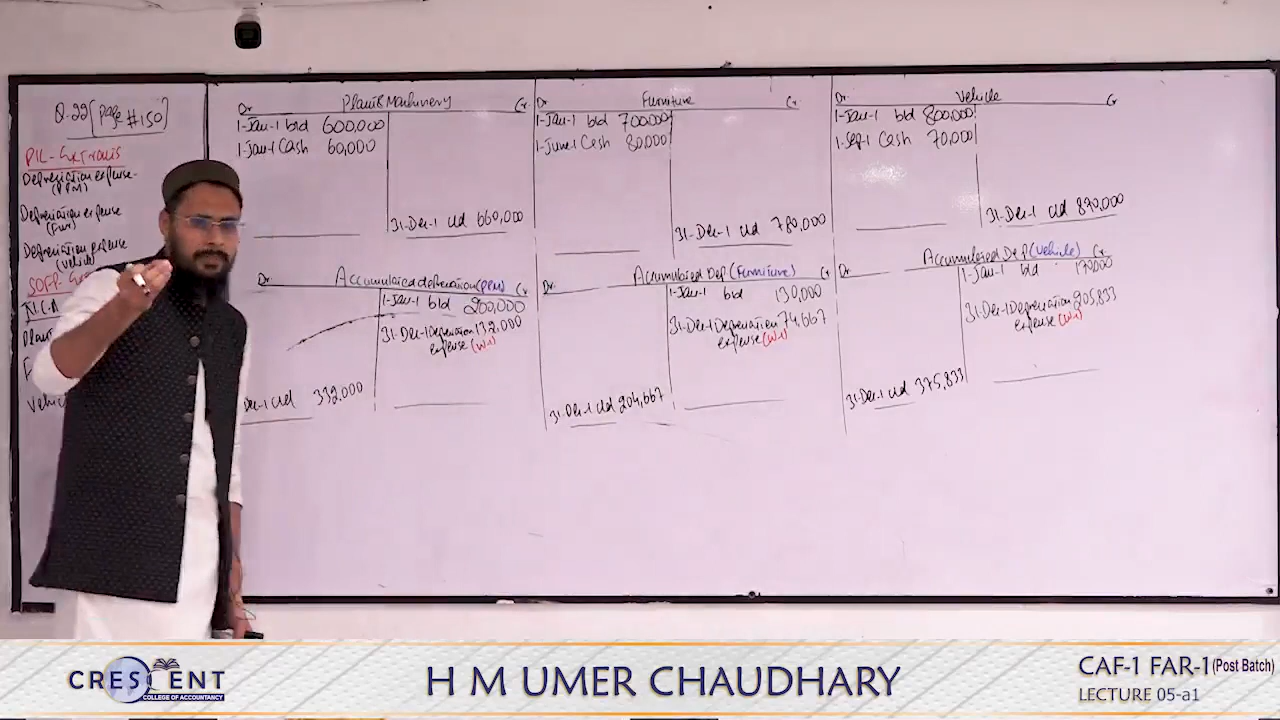 Q.22 [Page #150]
P/L - Extracts
Depreciation expense
(PPM)
Depreciation expense
(Fur)
Depreciation expense
(Vehicle)
SOFP
N.C.A
Vehic
Dr. Plant & Machinery Cr.
1-Jan-1 b/d 600,000
1-Jan-1 Cash 60,000
31-Dec-1 c/d 660,000
Accumulated depreciation (PPM) Cr
1-Jan-1 b/d 200,000
31-Dec-1 Depreciation 132,000
expense (W-1)
Dec-1 c/d 332,000
Dr. Furniture Cr.
1-Jan-1 b/d 700,000
1-June-1 Cash 80,000
31-Dec-1 c/d 780,000
Dr. Accumulated Dep (Furniture) Cr
1-Jan-1 b/d 130,000
31-Dec-1 Depreciation 74,667
expense (W-1)
31-Dec-1 c/d 204,667
Dr. Vehicle Cr
1-Jan-1 b/d 800,000
1-Sep-1 Cash 70,000
31-Dec-1 c/d 870,000
Dr Accumulated Dep (Vehicle) Cr
1-Jan-1 b/d 170,000
31-Dec-1 Depreciation 205,833
expense (W-1)
31-Dec-1 c/d 375,833
CRESCENT
COLLEGE OF ACCOUNTANCY
H M UMER CHAUDHARY
CAF-1 FAR-1 (Post Batch)
LECTURE 05-a1